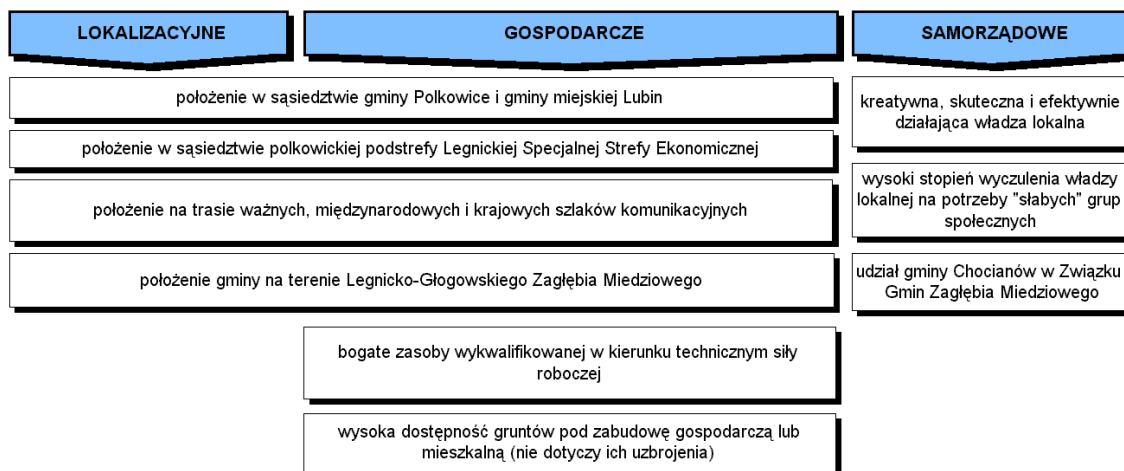 LOKALIZACYJNE
GOSPODARCZE
SAMORZĄDOWE
położenie w sąsiedztwie gminy Polkowice i gminy miejskiej Lubin
położenie w sąsiedztwie polkowickiej podstrefy Legnickiej Specjalnej Strefy Ekonomicznej
położenie na trasie ważnych, międzynarodowych i krajowych szlaków komunikacyjnych
położenie gminy na terenie Legnicko-Głogowskiego Zagłębia Miedziowego
bogate zasoby wykwalifikowanej w kierunku technicznym siły
roboczej
wysoka dostępność gruntów pod zabudowę gospodarczą lub
mieszkalną (nie dotyczy ich uzbrojenia)
kreatywna, skuteczna i efektywnie
działająca władza lokalna
wysoki stopień wyczulenia władzy
lokalnej na potrzeby "słabych" grup
społecznych
udział gminy Chocianów w Związku
Gmin Zagłębia Miedziowego